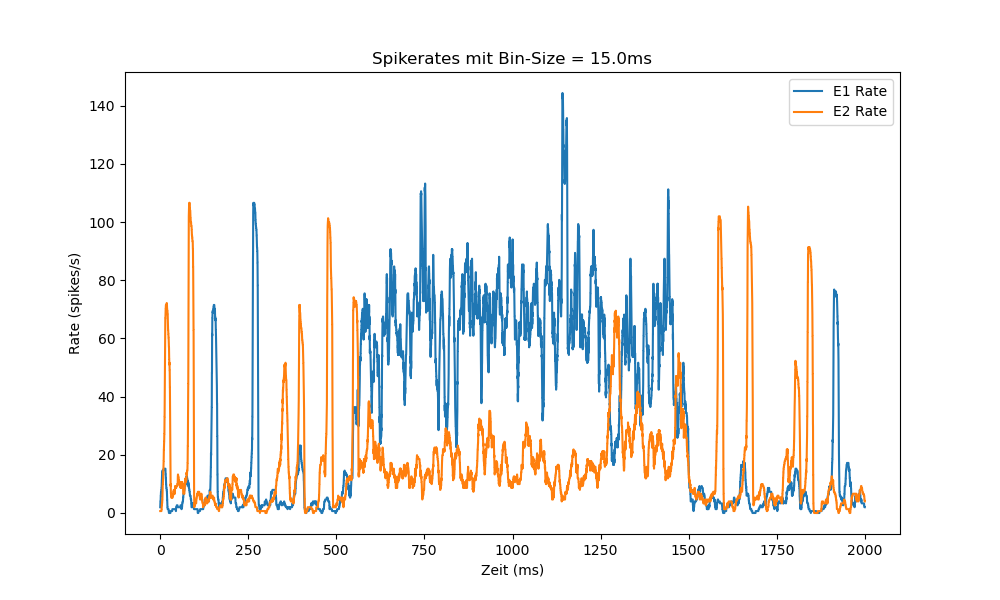 Spikerates mit Bin-Size = 15.0ms
E1 Rate
E2 Rate
140
120
100
80
60
40
20
0
Rate (spikes/s)
0 250 500 750 1000 1250 1500 1750 2000
Zeit (ms)